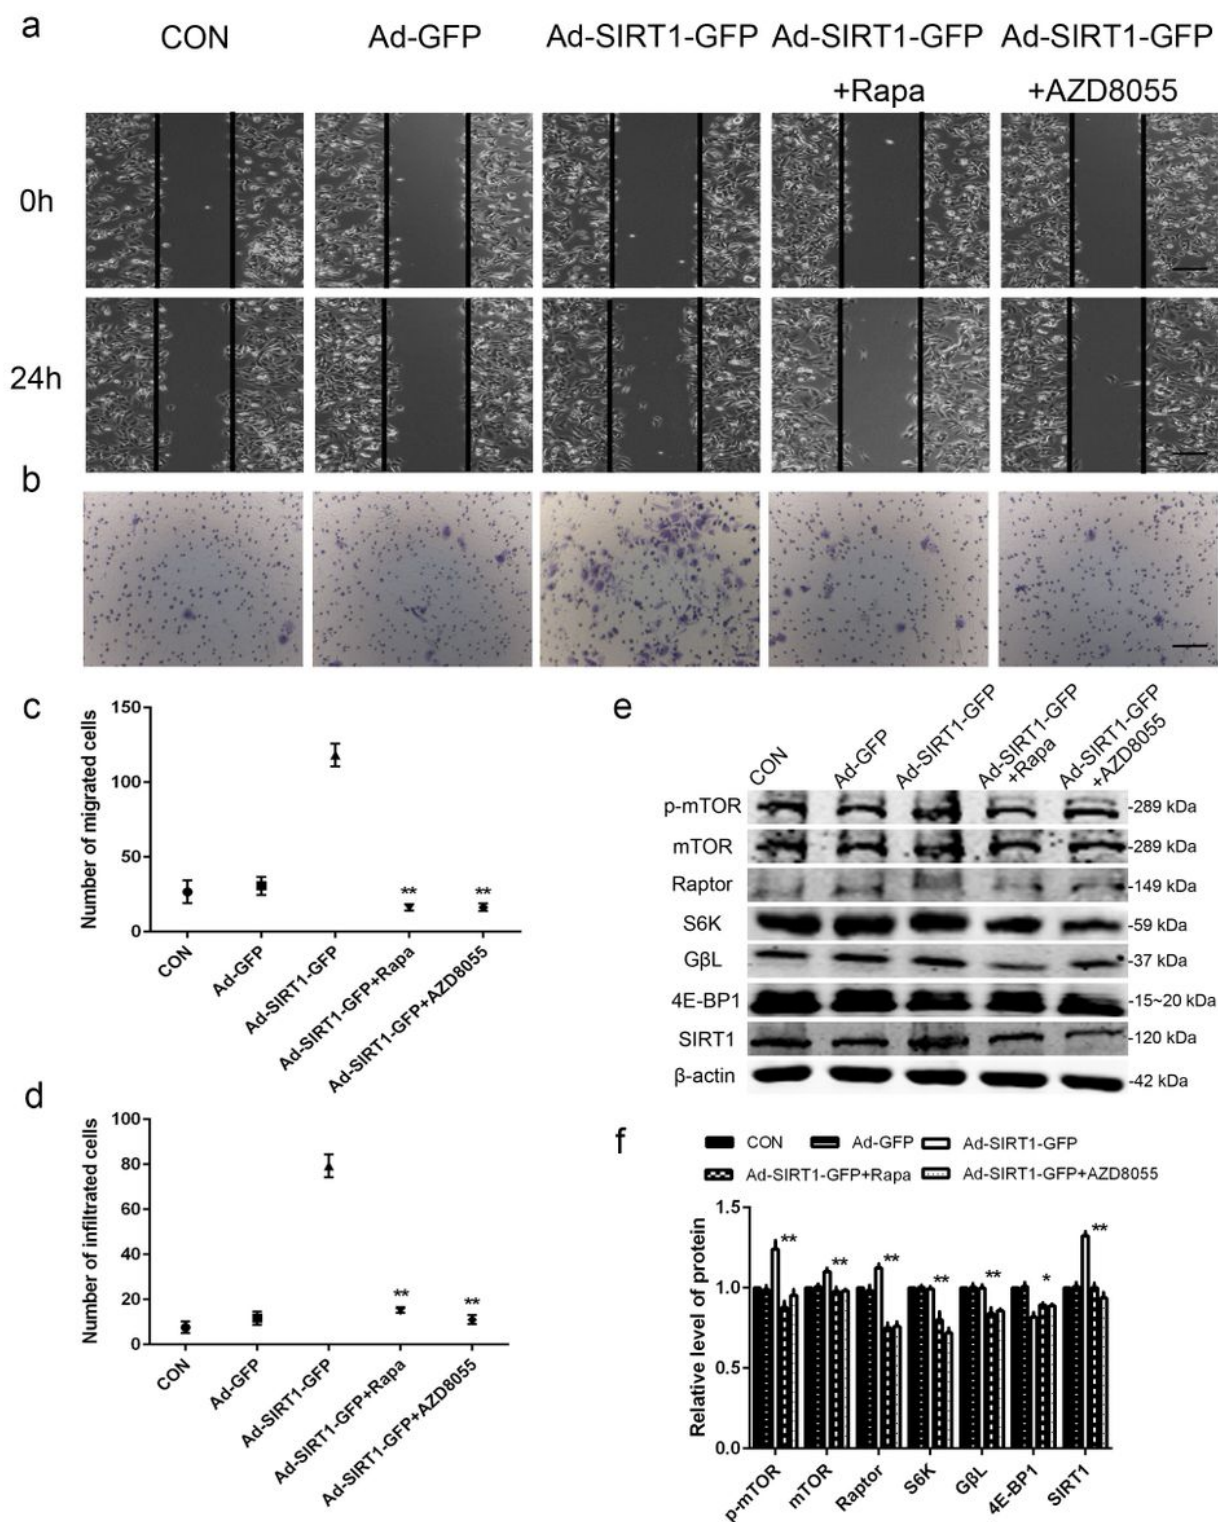 a
CON Ad-GFP Ad-SIRT1-GFP Ad-SIRT1-GFP Ad-SIRT1-GFP
+Rapa +AZD8055
0h
24h
b
c
Number of migrated cells
150
100
50
0
CON
Ad-GFP
Ad-SIRT1-GFP
** Ad-SIRT1-GFP+Rapa
** Ad-SIRT1-GFP+AZD8055
d
Number of infiltrated cells
100
80
60
40
20
0
CON
Ad-GFP
Ad-SIRT1-GFP
** Ad-SIRT1-GFP+Rapa
** Ad-SIRT1-GFP+AZD8055
e
CON
Ad-GFP
Ad-SIRT1-GFP
Ad-SIRT1-GFP
+Rapa
Ad-SIRT1-GFP
+AZD8055
p-mTOR -289 kDa
mTOR -289 kDa
Raptor -149 kDa
S6K -59 kDa
GβL -37 kDa
4E-BP1 -15~20 kDa
SIRT1 -120 kDa
β-actin -42 kDa
f
CON Ad-GFP Ad-SIRT1-GFP
Ad-SIRT1-GFP+Rapa Ad-SIRT1-GFP+AZD8055
Relative level of protein
1.5
1.0
0.5
0.0
** ** ** ** ** * **
p-mTOR mTOR Raptor S6K GβL 4E-BP1 SIRT1